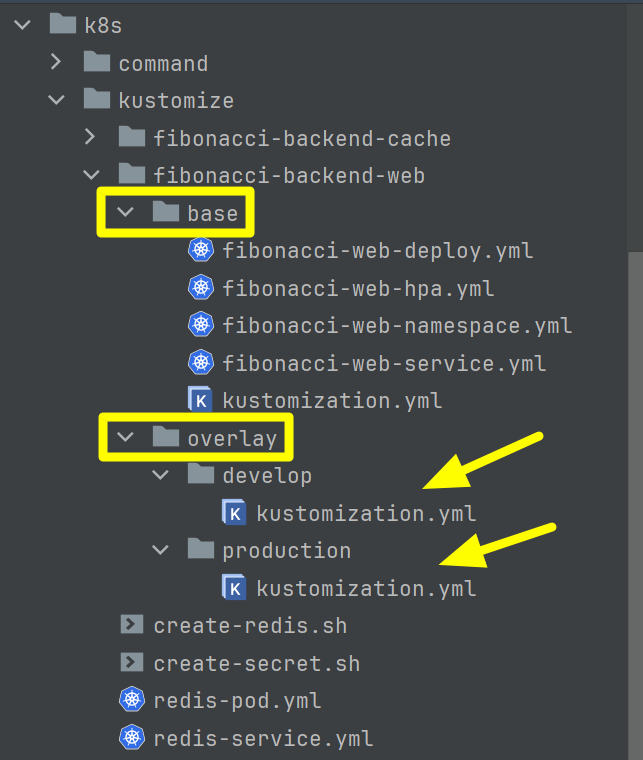 k8s
command
kustomize
fibonacci-backend-cache
fibonacci-backend-web
base
fibonacci-web-deploy.yml
fibonacci-web-hpa.yml
fibonacci-web-namespace.yml
fibonacci-web-service.yml
K kustomization.yml
overlay
develop
K kustomization.yml
production
K kustomization.yml
create-redis.sh
create-secret.sh
redis-pod.yml
redis-service.yml